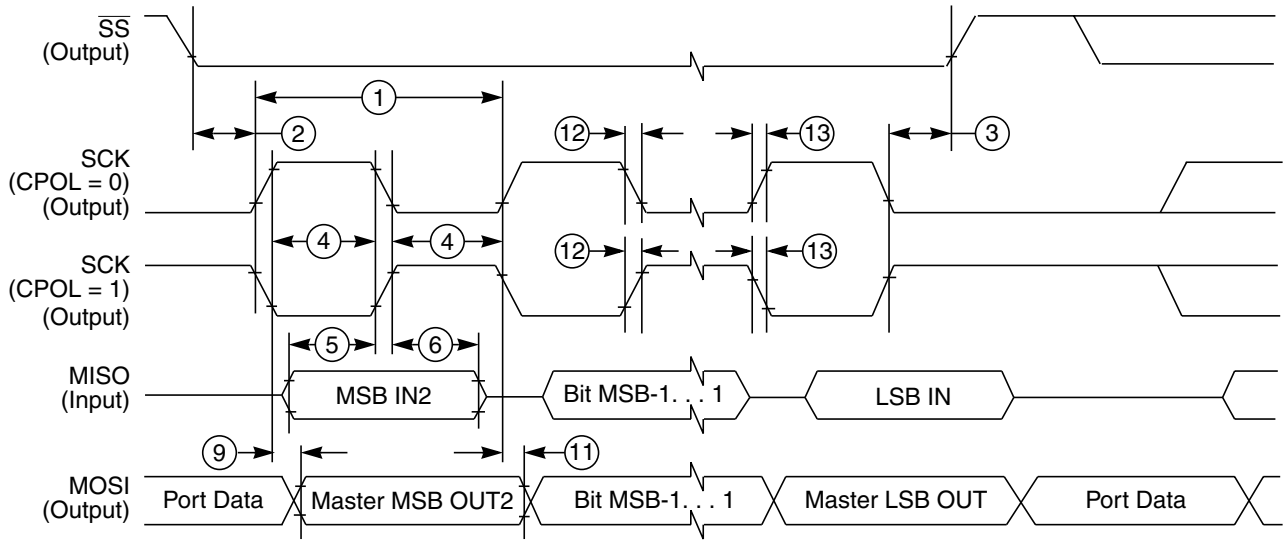 SS
(Output)
1
2
12
13
3
SCK
(CPOL = 0)
(Output)
4
4
SCK
(CPOL = 1)
(Output)
12
13
5
6
MISO
(Input)
MSB IN2
Bit MSB-1. . . 1
LSB IN
9
11
MOSI
(Output)
Port Data
Master MSB OUT2
Bit MSB-1. . . 1
Master LSB OUT
Port Data